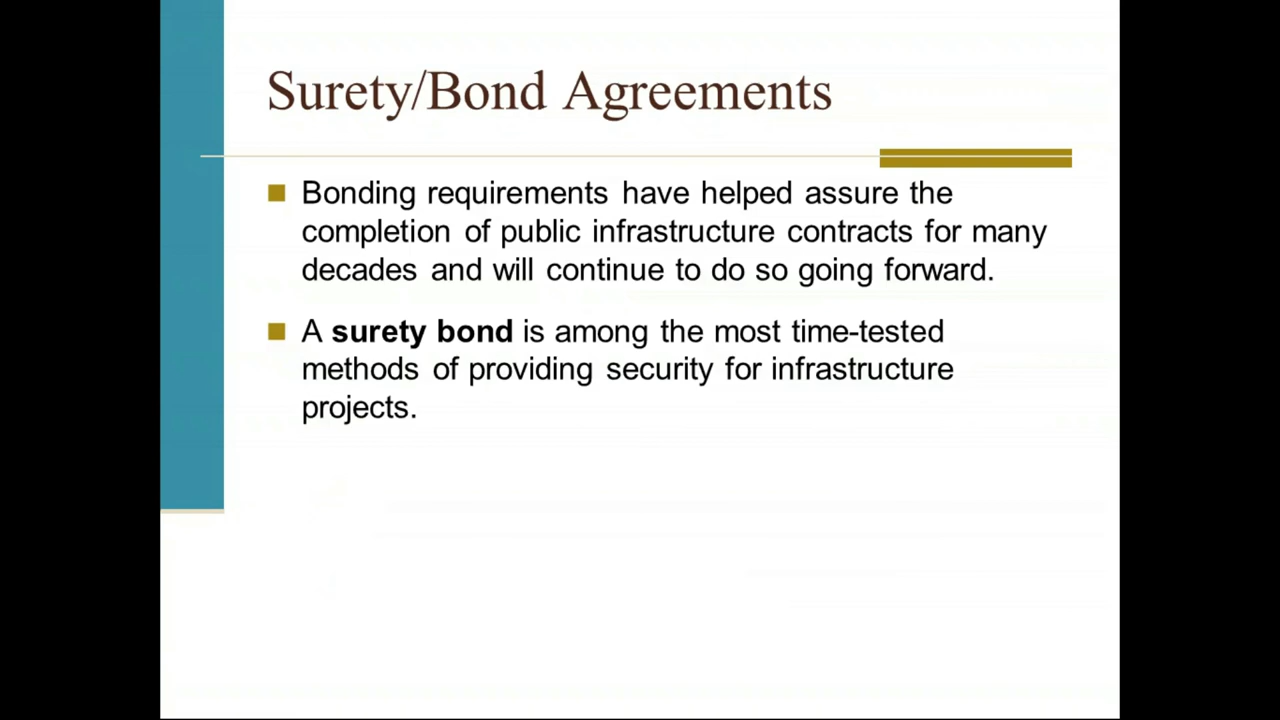 Surety/Bond Agreements
Bonding requirements have helped assure the
completion of public infrastructure contracts for many
decades and will continue to do so going forward.
A surety bond is among the most time-tested
methods of providing security for infrastructure
projects.